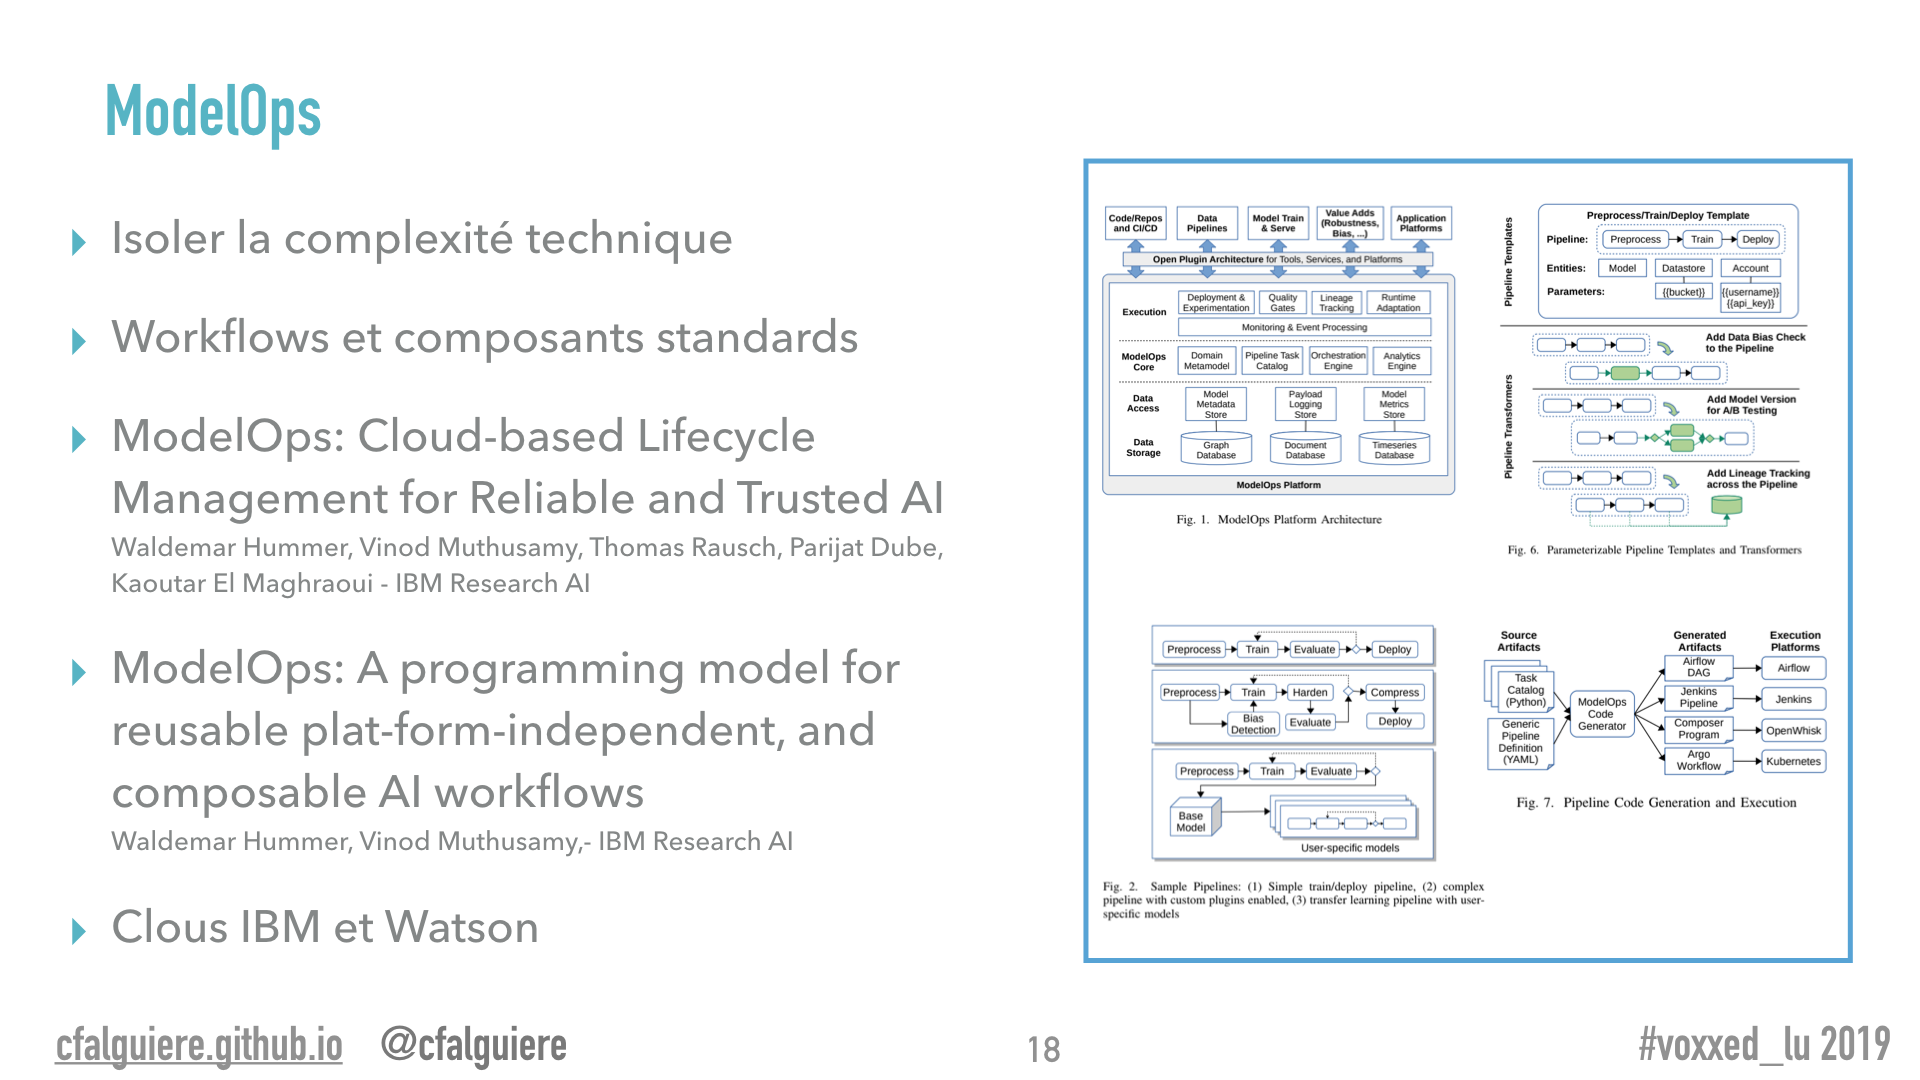 ModelOps
Isoler la complexité technique
Workflows et composants standards
ModelOps: Cloud-based Lifecycle
Management for Reliable and Trusted AI
Waldemar Hummer, Vinod Muthusamy, Thomas Rausch, Parijat Dube,
Kaoutar El Maghraoui - IBM Research AI
ModelOps: A programming model for
reusable plat-form-independent, and
composable AI workflows
Waldemar Hummer, Vinod Muthusamy,- IBM Research AI
Clous IBM et Watson
Code/Repos
and CI/CD
Data
Pipelines
Model Train
& Serve
Value Adds
(Robustness,
Bias, ...)
Application
Platforms
Open Plugin Architecture for Tools, Services, and Platforms
Execution
Deployment &
Experimentation
Quality
Gates
Lineage
Tracking
Runtime
Adaptation
Monitoring & Event Processing
ModelOps
Core
Domain
Metamodel
Pipeline Task
Catalog
Orchestration
Engine
Analytics
Engine
Data
Access
Model
Metadata
Store
Payload
Logging
Store
Model
Metrics
Store
Data
Storage
Graph
Database
Document
Database
Timeseries
Database
ModelOps Platform
Fig. 1. ModelOps Platform Architecture
Pipeline Templates
Preprocess/Train/Deploy Template
Pipeline: Preprocess Train Deploy
Entities: Model Datastore Account
Parameters: {{bucket}} {{username}}
{{api_key}}
Pipeline Transformers
Add Data Bias Check
to the Pipeline
Add Model Version
for A/B Testing
Add Lineage Tracking
across the Pipeline
Fig. 6. Parameterizable Pipeline Templates and Transformers
Preprocess Train Evaluate Deploy
Preprocess Train Harden Compress
Bias
Detection
Evaluate Deploy
Preprocess Train Evaluate
Base
Model
User-specific models
Fig. 2. Sample Pipelines: (1) Simple train/deploy pipeline, (2) complex
pipeline with custom plugins enabled, (3) transfer learning pipeline with user-
specific models
Source
Artifacts
Generated
Artifacts
Execution
Platforms
Task
Catalog
(Python)
Generic
Pipeline
Definition
(YAML)
ModelOps
Code
Generator
Airflow
DAG
Airflow
Jenkins
Pipeline
Jenkins
Composer
Program
OpenWhisk
Argo
Workflow
Kubernetes
Fig. 7. Pipeline Code Generation and Execution
cfalguiere.github.io @cfalguiere
18
#voxxed_lu 2019